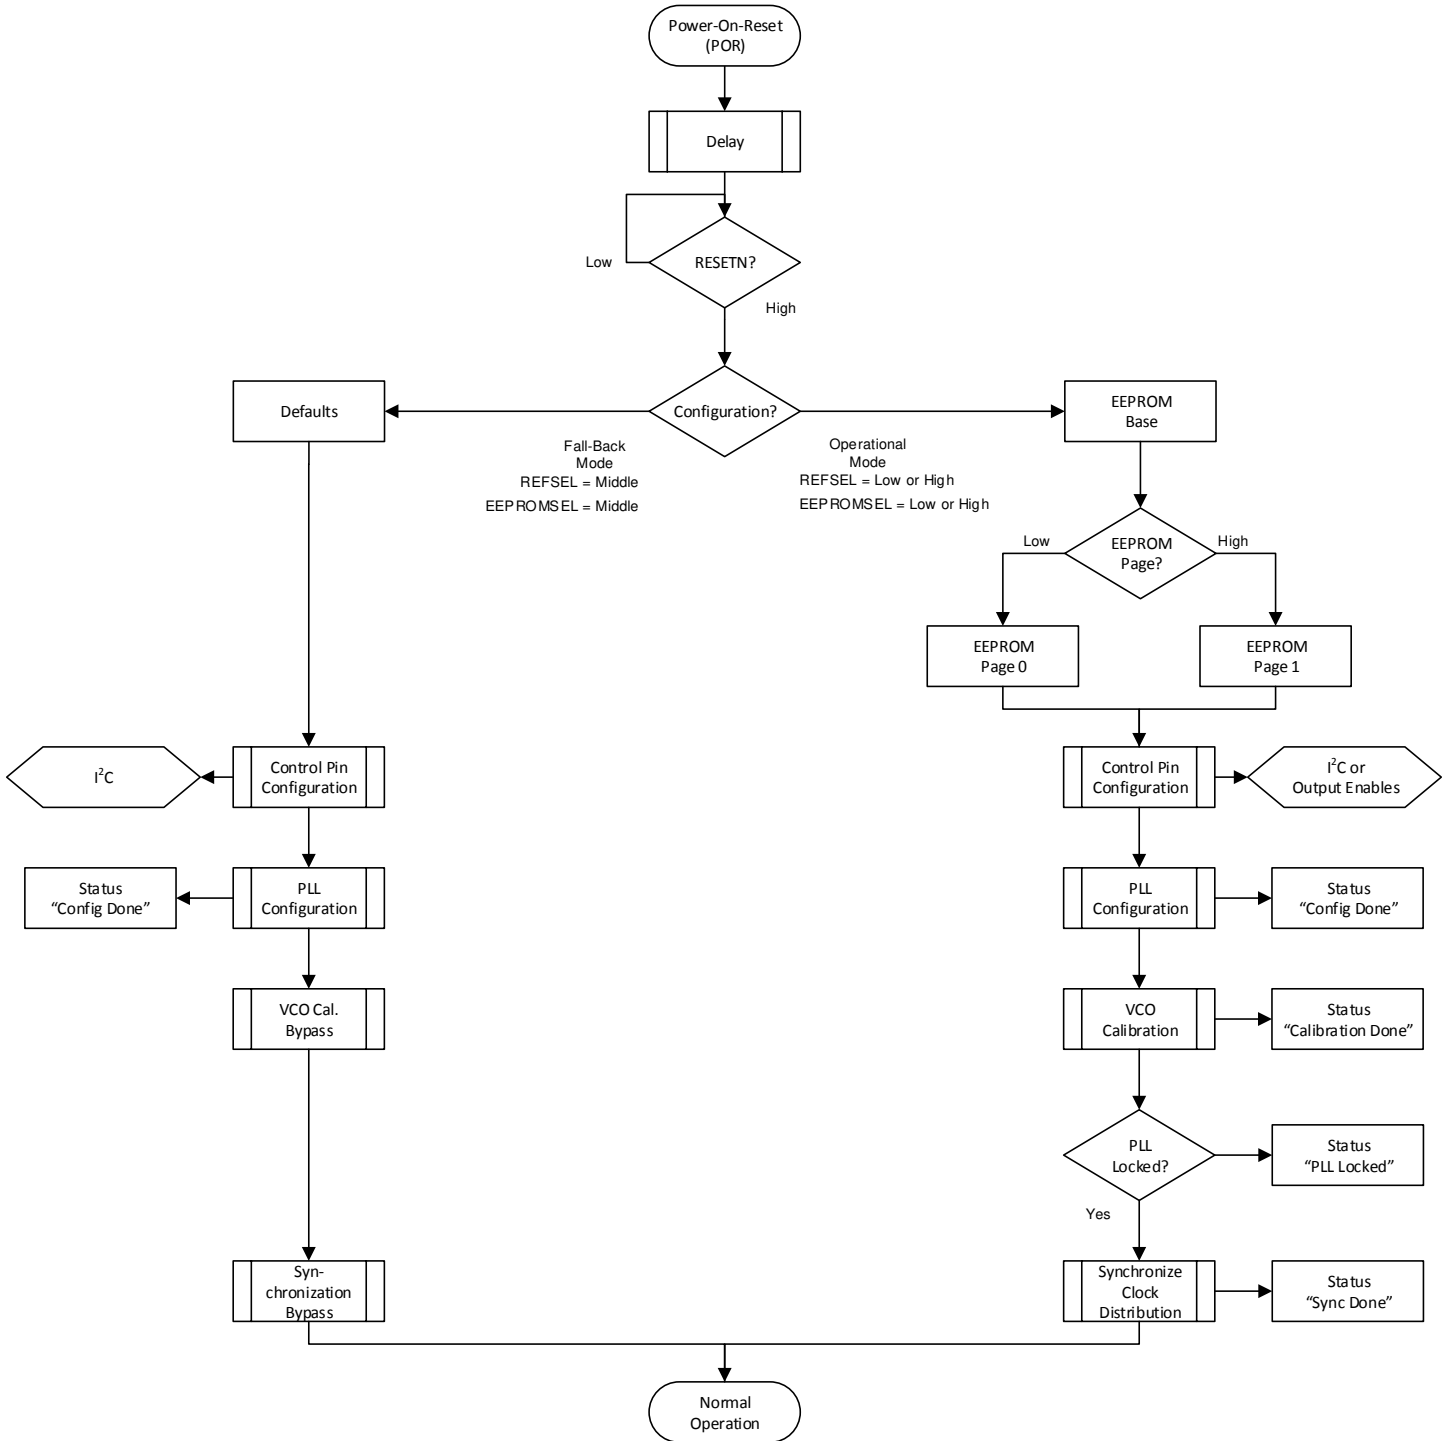 Power-On-Reset
(POR)
Delay
RESETN?
Low
High
Configuration?
Defaults
EEPROM
Base
Fall-Back
Mode
REFSEL = Middle
EEPROMSEL = Middle
Operational
Mode
REFSEL = Low or High
EEPROMSEL = Low or High
EEPROM
Page?
Low
High
EEPROM
Page 0
EEPROM
Page 1
I²C
Control Pin
Configuration
Control Pin
Configuration
I²C or
Output Enables
Status
“Config Done”
PLL
Configuration
PLL
Configuration
Status
“Config Done”
VCO Cal.
Bypass
VCO
Calibration
Status
“Calibration Done”
PLL
Locked?
Status
“PLL Locked”
Yes
Syn-
chronization
Bypass
Synchronize
Clock
Distribution
Status
“Sync Done”
Normal
Operation